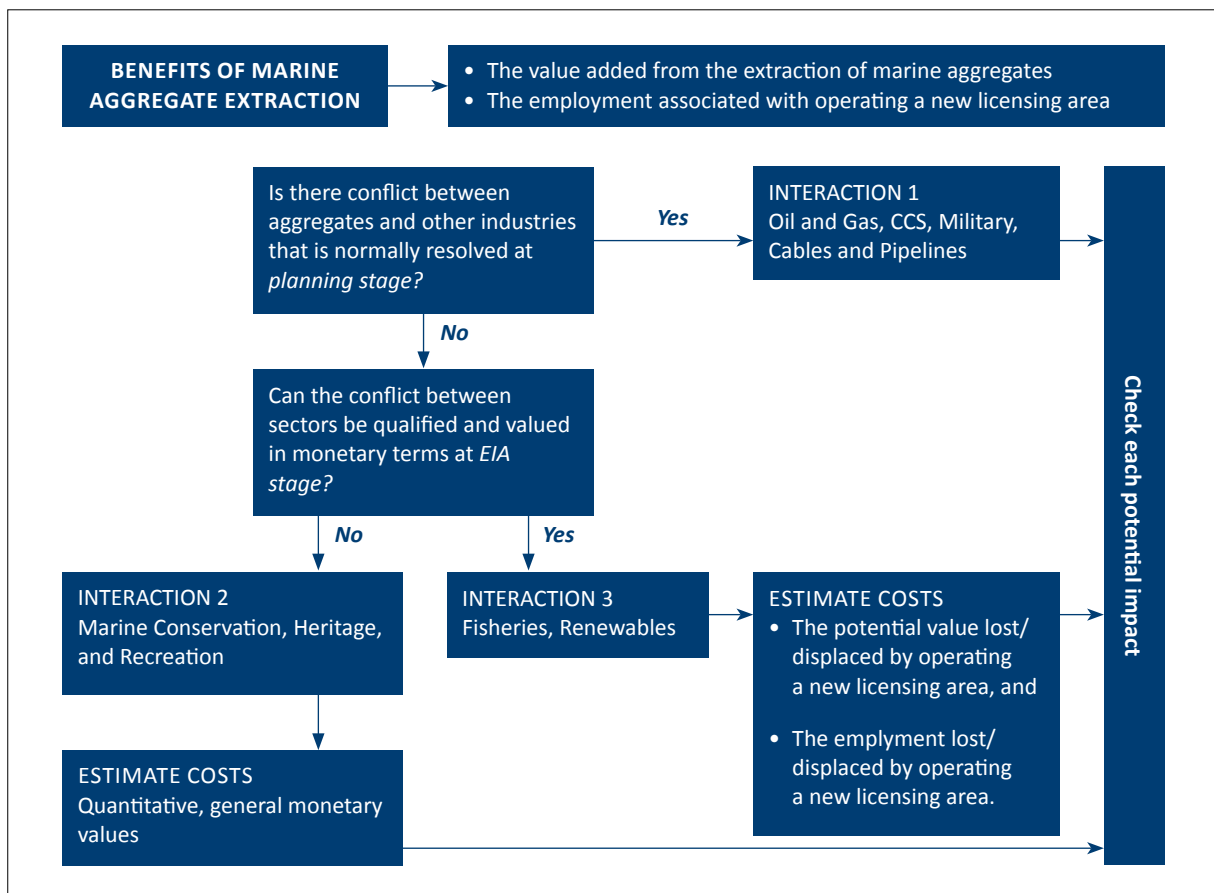 BENEFITS OF MARINE
AGGREGATE EXTRACTION
• The value added from the extraction of marine aggregates
• The employment associated with operating a new licensing area
Is there conflict between
aggregates and other industries
that is normally resolved at
planning stage?
Yes
INTERACTION 1
Oil and Gas, CCS, Military,
Cables and Pipelines
No
Can the conflict between
sectors be qualified and valued
in monetary terms at EIA
stage?
No
Yes
INTERACTION 2
Marine Conservation, Heritage,
and Recreation
INTERACTION 3
Fisheries, Renewables
ESTIMATE COSTS
• The potential value lost/
displaced by operating
a new licensing area, and
• The emplyment lost/
displaced by operating
a new licensing area.
ESTIMATE COSTS
Quantitative, general monetary
values
Check each potential impact